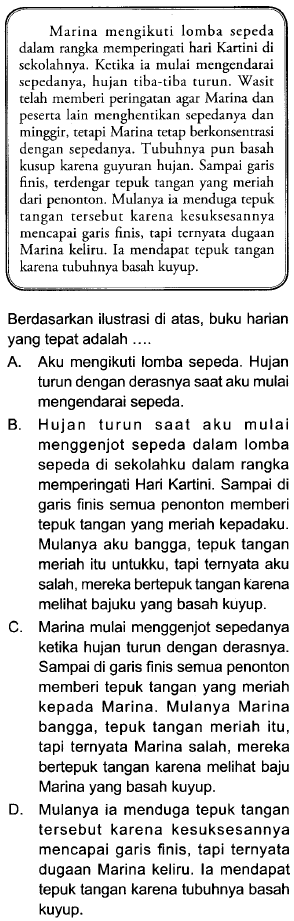 Marina mengikuti lomba sepeda
dalam rangka memperingati hari Kartini di
sekolahnya. Ketika ia mulai mengendarai
sepedanya, hujan tiba-tiba turun. Wasit
telah memberi peringatan agar Marina dan
peserta lain menghentikan sepedanya dan
minggir, tetapi Marina tetap berkonsentrasi
dengan sepedanya. Tubuhnya pun basah
kusup karena guyuran hujan. Sampai garis
finis, terdengar tepuk tangan yang meriah
dari penonton. Mulanya ia menduga tepuk
tangan tersebut karena kesuksesannya
mencapai garis finis, tapi ternyata dugaan
Marina keliru. Ia mendapat tepuk tangan
karena tubuhnya basah kuyup.
Berdasarkan ilustrasi di atas, buku harian
yang tepat adalah ....
A. Aku mengikuti lomba sepeda. Hujan
turun dengan derasnya saat aku mulai
mengendarai sepeda.
B. Hujan turun saat aku mulai
menggenjot sepeda dalam lomba
sepeda di sekolahku dalam rangka
memperingati Hari Kartini. Sampai di
garis finis semua penonton memberi
tepuk tangan yang meriah kepadaku.
Mulanya aku bangga, tepuk tangan
meriah itu untukku, tapi ternyata aku
salah, mereka bertepuk tangan karena
melihat bajuku yang basah kuyup.
C. Marina mulai menggenjot sepedanya
ketika hujan turun dengan derasnya.
Sampai di garis finis semua penonton
memberi tepuk tangan yang meriah
kepada Marina. Mulanya Marina
bangga, tepuk tangan meriah itu,
tapi ternyata Marina salah, mereka
bertepuk tangan karena melihat baju
Marina yang basah kuyup.
D. Mulanya ia menduga tepuk tangan
tersebut karena kesuksesannya
mencapai garis finis, tapi ternyata
dugaan Marina keliru. Ia mendapat
tepuk tangan karena tubuhnya basah
kuyup.